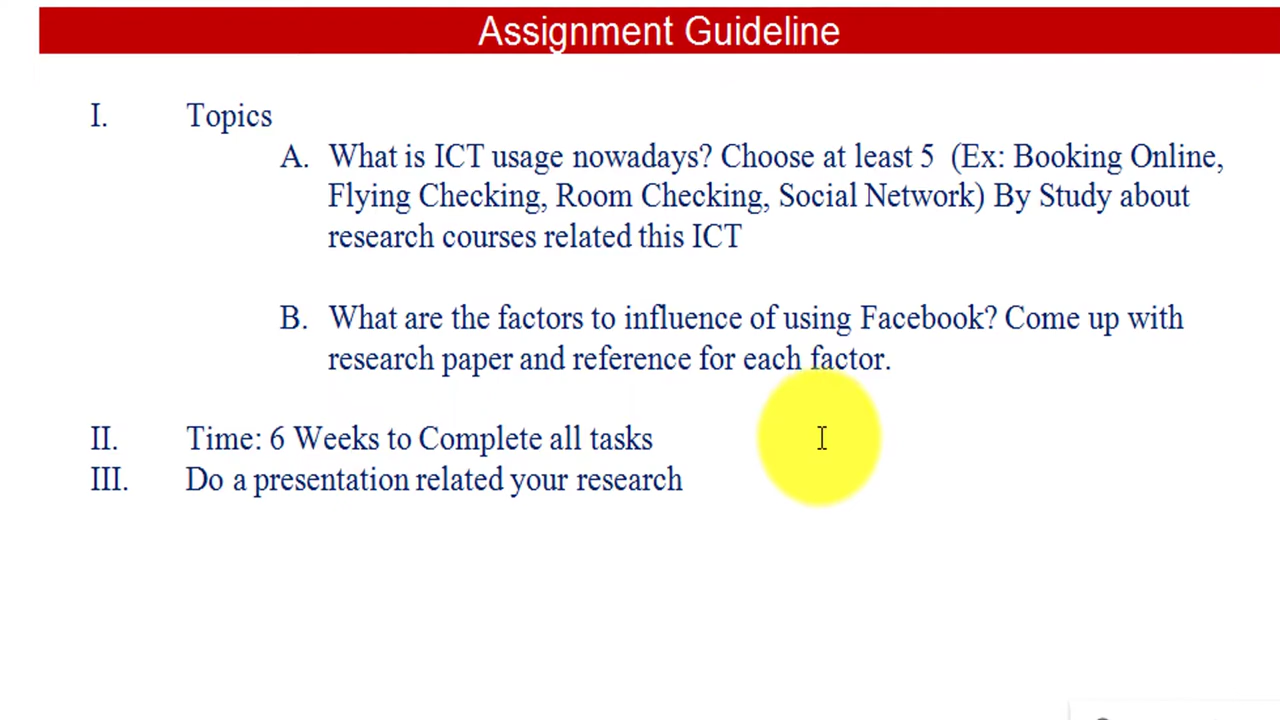 Assignment Guideline
I. Topics
A. What is ICT usage nowadays? Choose at least 5 (Ex: Booking Online,
Flying Checking, Room Checking, Social Network) By Study about
research courses related this ICT
B. What are the factors to influence of using Facebook? Come up with
research paper and reference for each factor.
II. Time: 6 Weeks to Complete all tasks
III. Do a presentation related your research